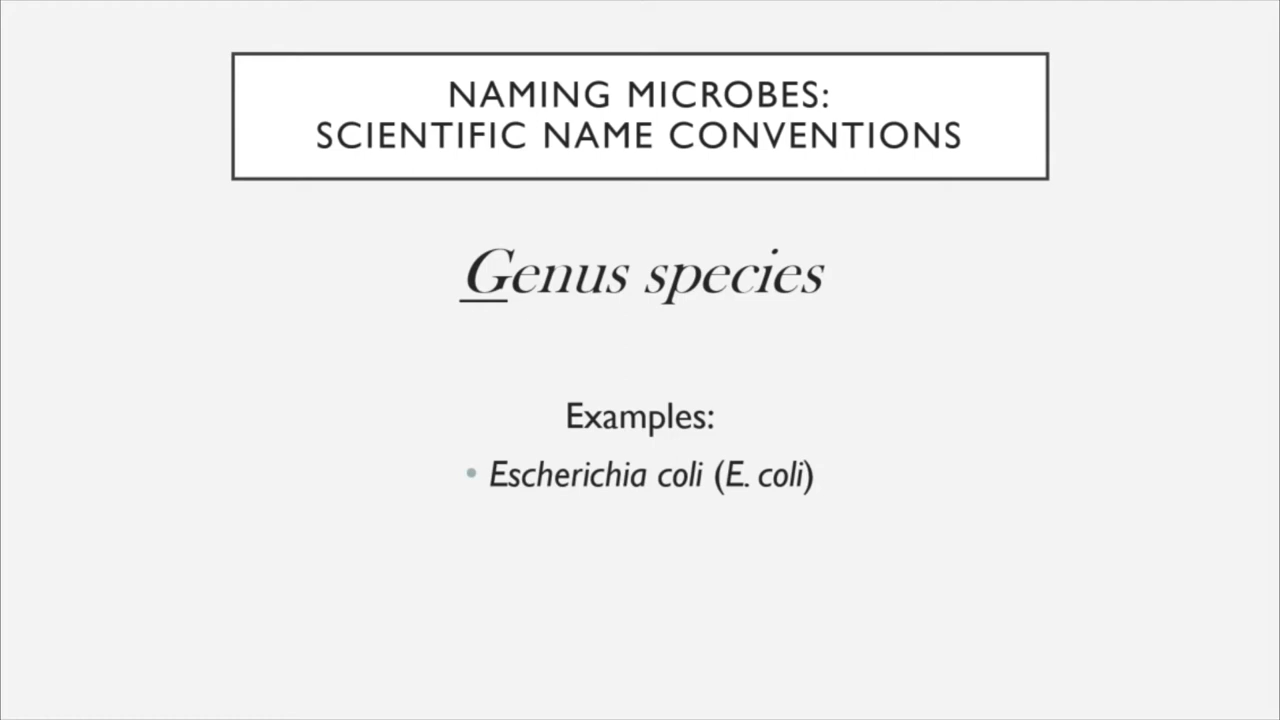 NAMING MICROBES:
SCIENTIFIC NAME CONVENTIONS
Genus species
Examples:
• Escherichia coli (E. coli)